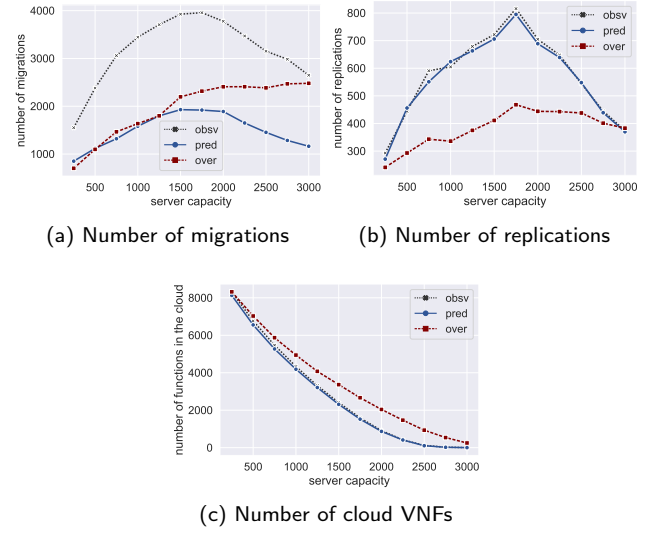 4000
3000
2000
1000
number of migrations
obsv
pred
over
500 1000 1500 2000 2500 3000
server capacity
(a) Number of migrations
800
700
600
500
400
300
number of replications
obsv
pred
over
500 1000 1500 2000 2500 3000
server capacity
(b) Number of replications
8000
6000
4000
2000
0
number of functions in the cloud
obsv
pred
over
500 1000 1500 2000 2500 3000
server capacity
(c) Number of cloud VNFs